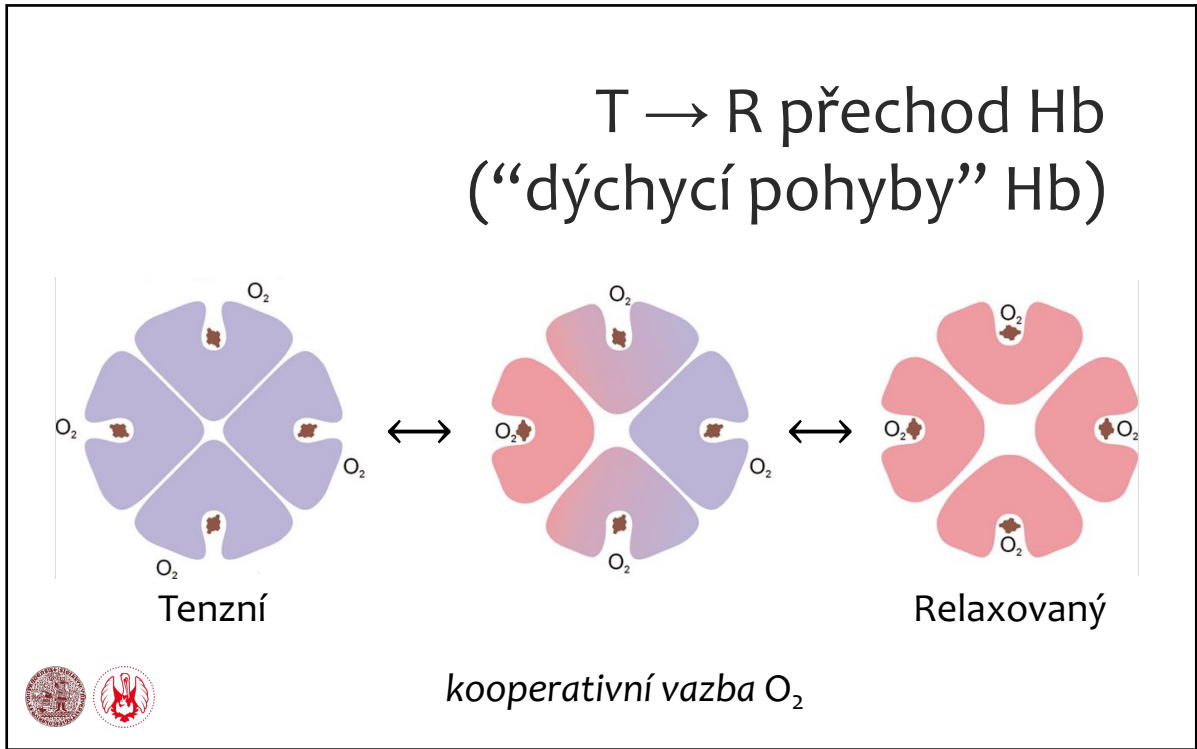 T → R přechod Hb
(“dýchycí pohyby” Hb)
O₂
O₂
O₂
O₂
O₂
O₂
O₂
O₂
O₂
O₂
O₂
O₂
Tenzní
Relaxovaný
kooperativní vazba O₂